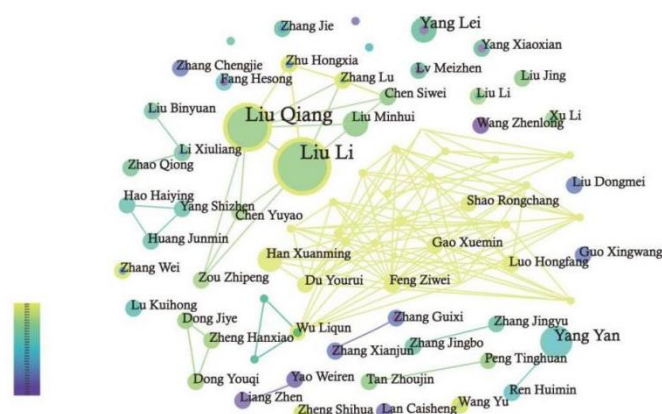 Zhang Jie
Yang Lei
Zhu Hongxia
Yang Xiaoxian
Zhang Chengjie
Fang Hesong
Zhang Lu
Lv Meizhen
Liu Jing
Chen Siwei
Liu Li
Liu Binyuan
Liu Qiang
Liu Minhui
Xu Li
Wang Zhenlong
Li Xiuliang
Liu Li
Zhao Qiong
Liu Dongmei
Hao Haiying
Yang Shizhen
Shao Rongchang
Chen Yuyao
Huang Junmin
Gao Xuemin
Guo Xingwang
Han Xuanming
Luo Hongfang
Zhang Wei
Zou Zhipeng
Du Yourui
Feng Ziwei
Lu Kuihong
Dong Jiye
Zhang Guixi
Wu Liqun
Zhang Jingyu
Zheng Hanxiao
Zhang Jingbo
Yang Yan
Zhang Xianjun
Peng Tinghuan
Dong Youqi
Yao Weiren
Tan Zhoujin
Ren Huimin
Liang Zhen
Zheng Shihua
Lan Caisheng
Wang Yu